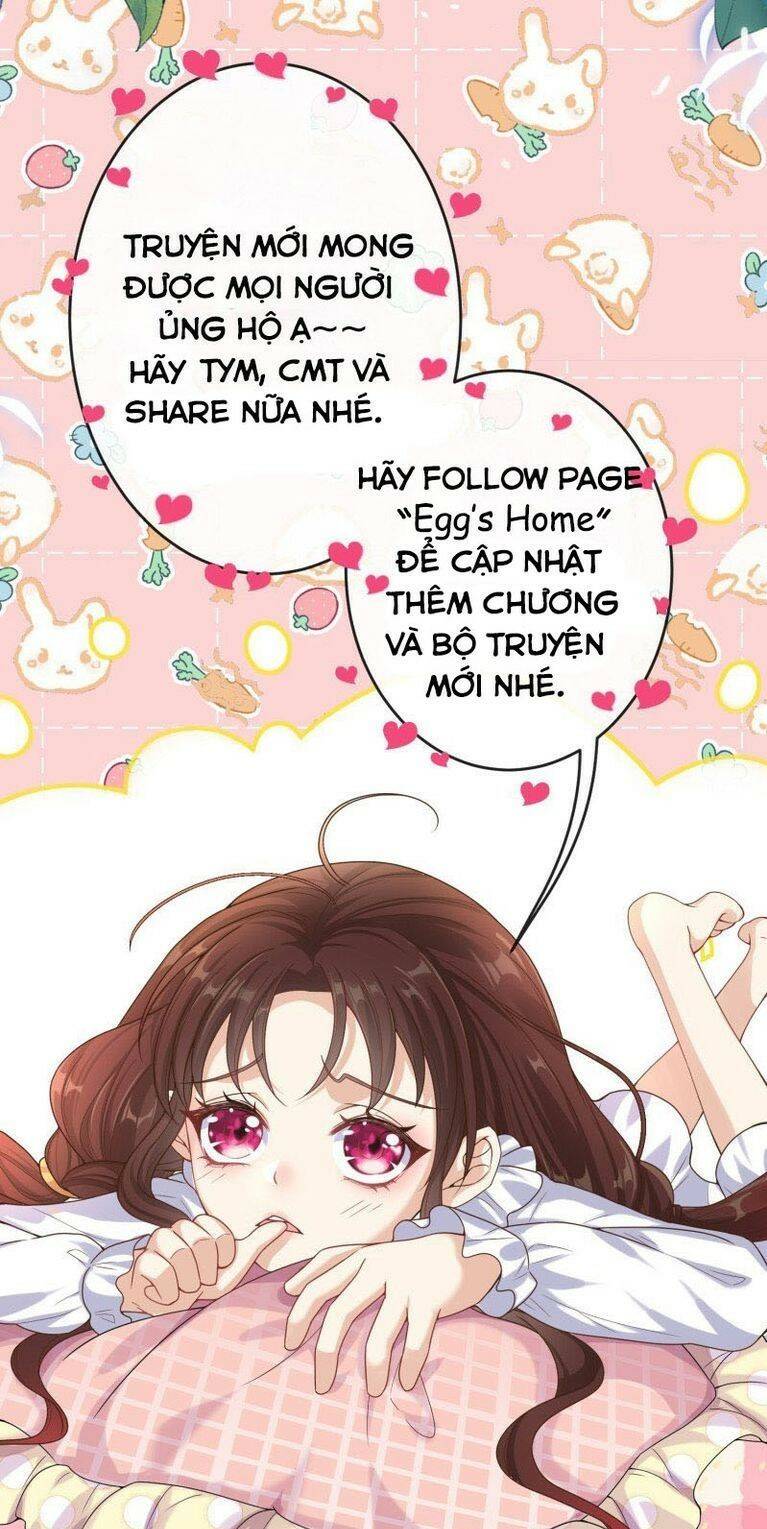 TRUYỆN MỚI MONG
ĐƯỢC MỌI NGƯỜI
ỦNG HỘ Ạ~~
HÃY TYM, CMT VÀ
SHARE NỮA NHÉ.
HÃY FOLLOW PAGE
“Egg's Home”
ĐỂ CẬP NHẬT
THÊM CHƯƠNG
VÀ BỘ TRUYỆN
MỚI NHÉ.